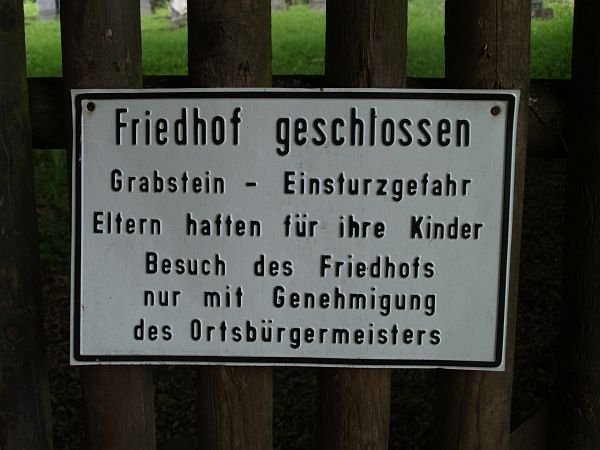 Friedhof geschlossen
Grabstein - Einsturzgefahr
Eltern haften für ihre Kinder
Besuch des Friedhofs
nur mit Genehmigung
des Ortsbürgermeisters